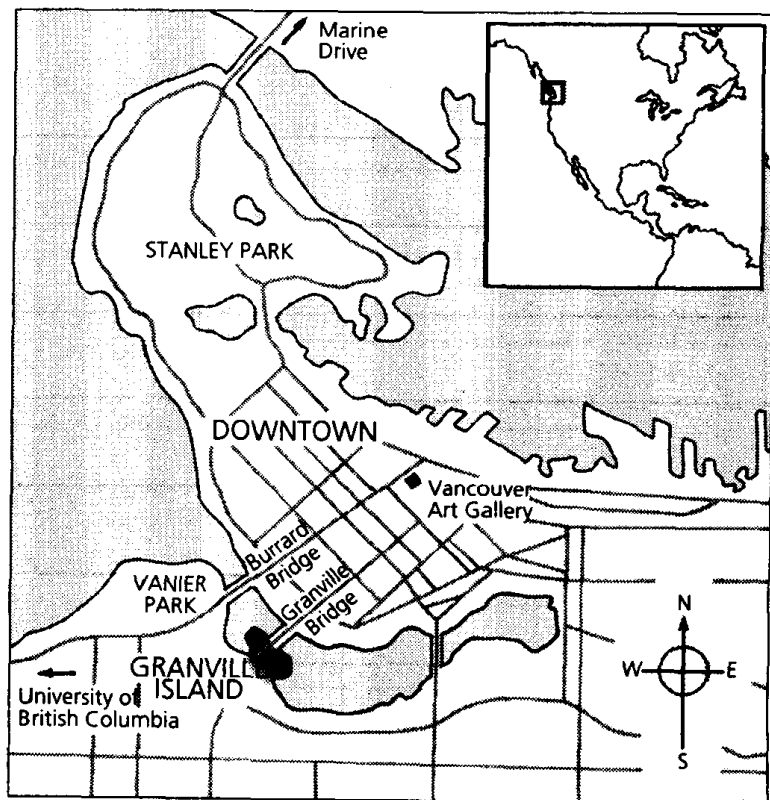 Marine
Drive
STANLEY PARK
DOWNTOWN
Vancouver
Art Gallery
Burrard
Bridge
Granville
Bridge
VANIER
PARK
GRANVILLE
ISLAND
University of
British Columbia
N
W
E
S